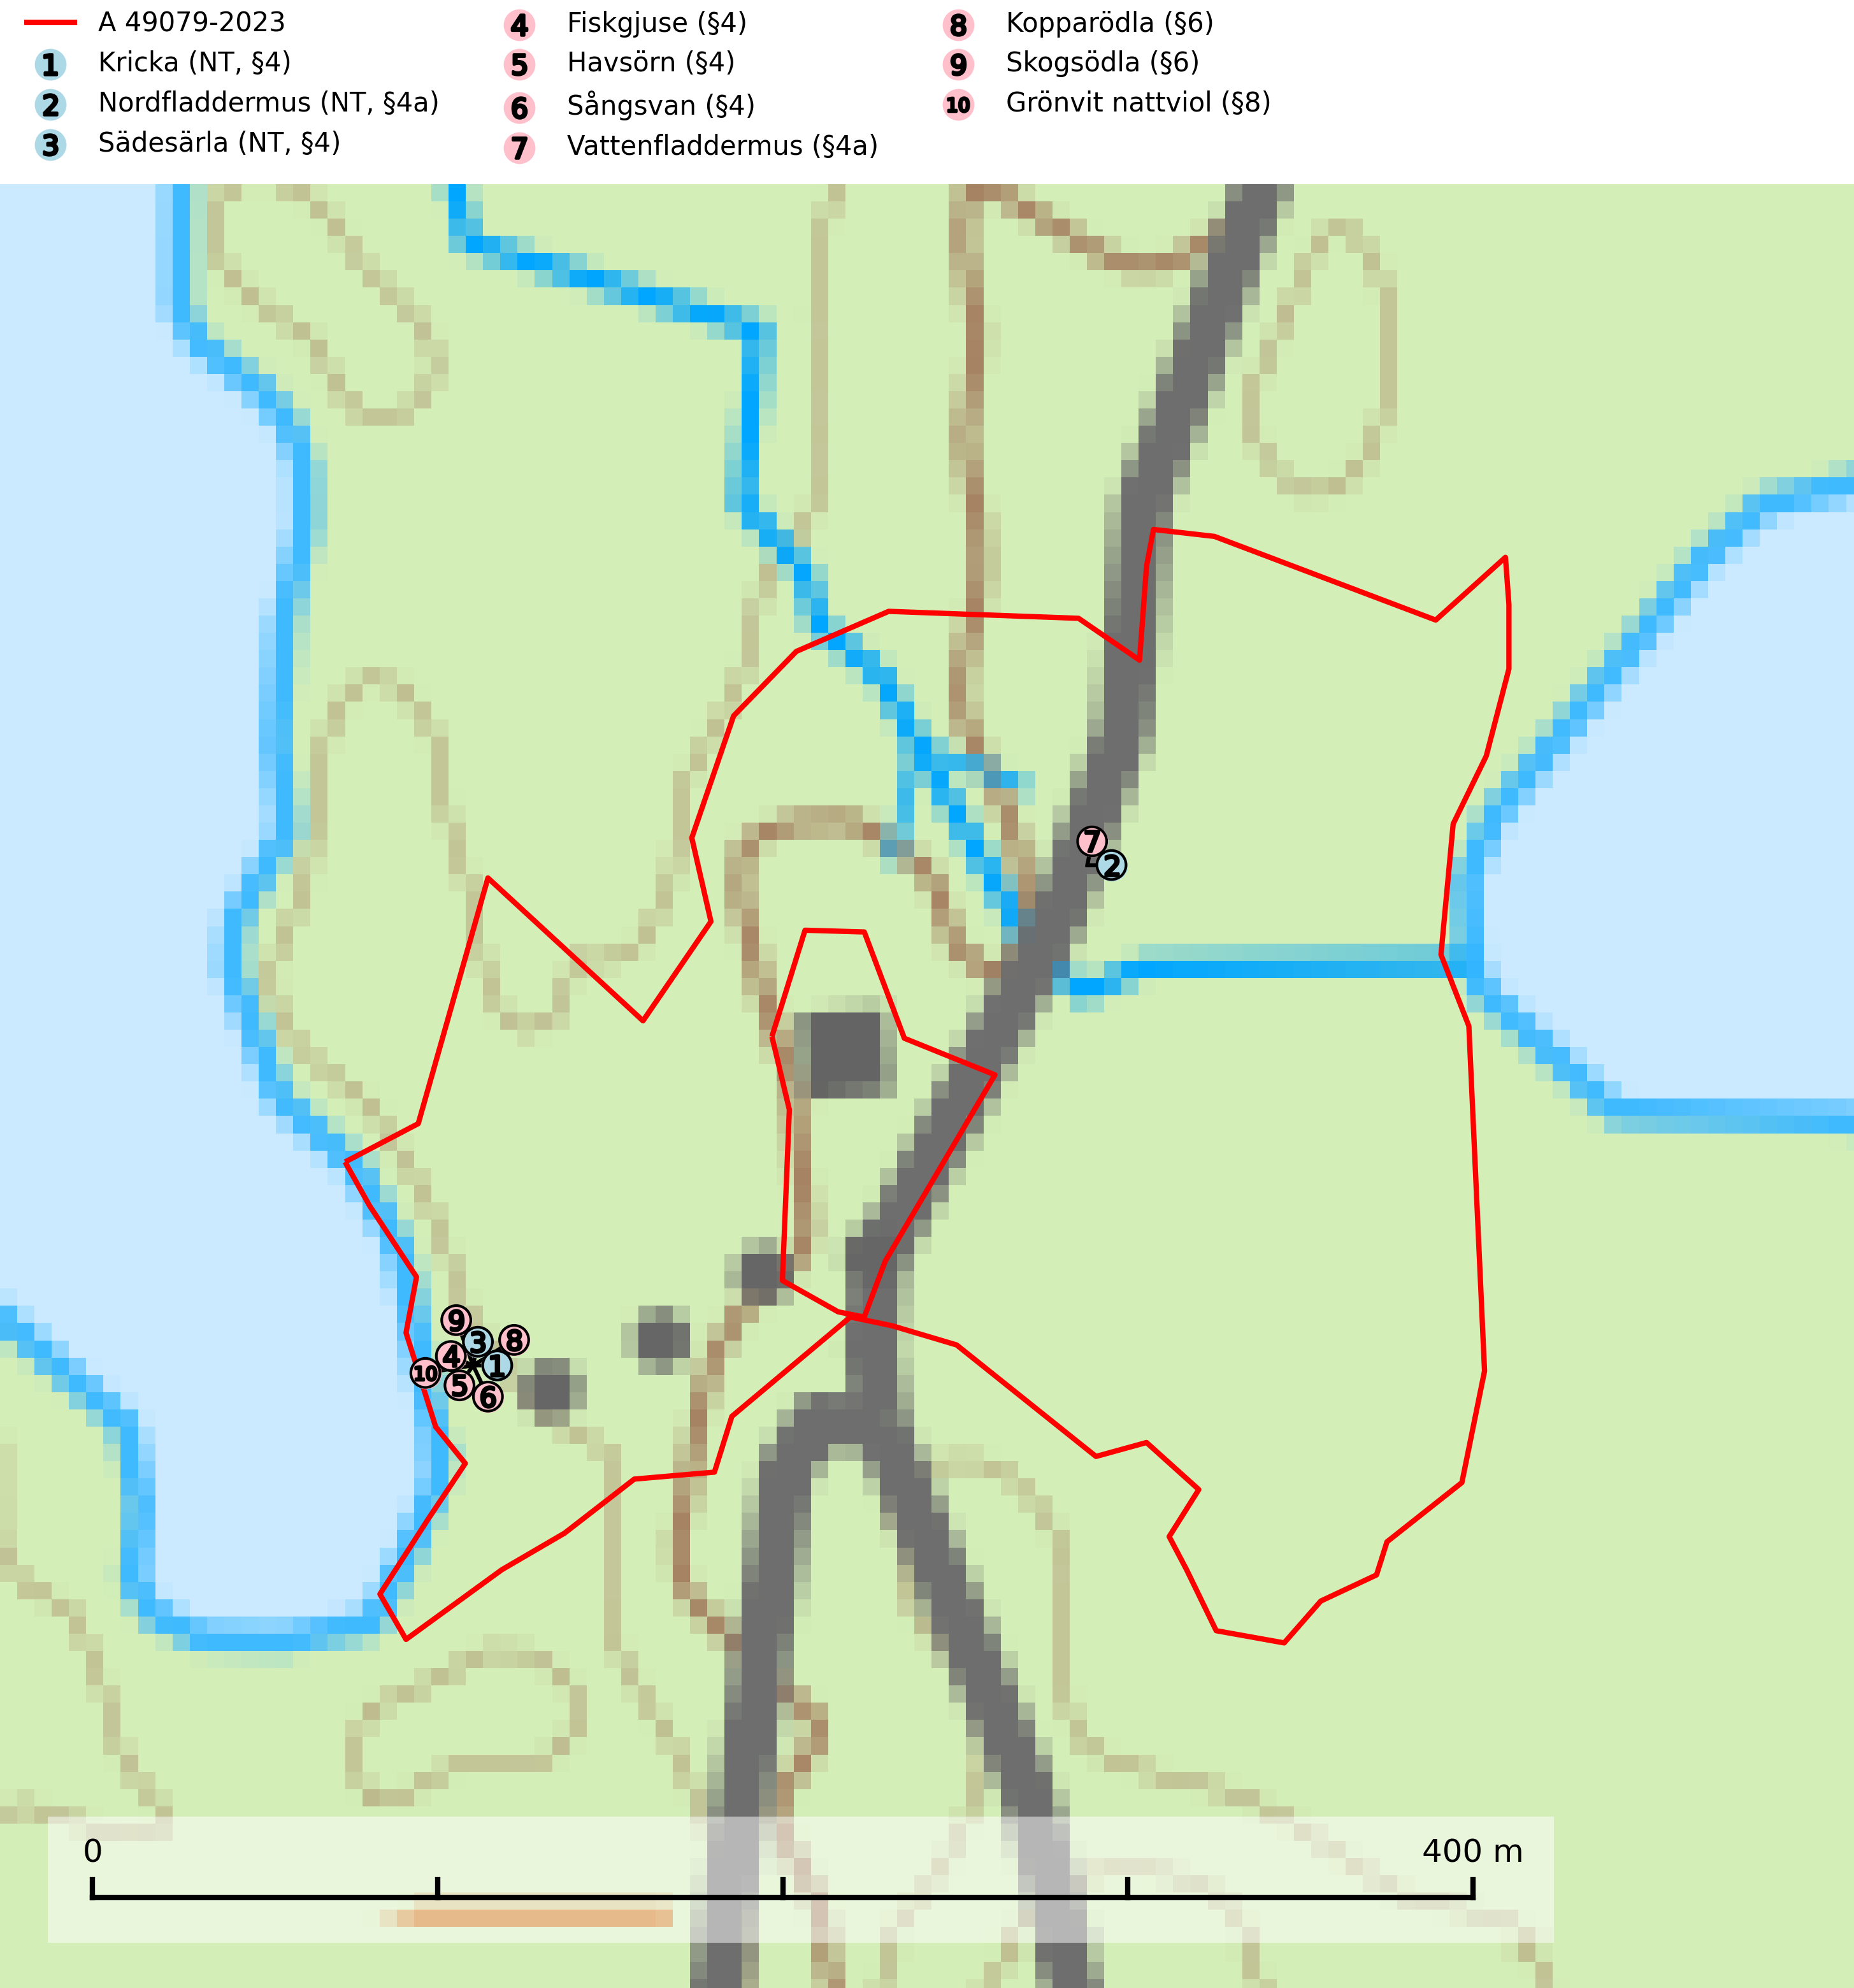 A 49079-2023
1 Kricka (NT, §4)
2 Nordfladdermus (NT, §4a)
3 Sädesärla (NT, §4)
4 Fiskgjuse (§4)
5 Havsörn (§4)
6 Sångsvan (§4)
7 Vattenfladdermus (§4a)
8 Kopparödla (§6)
9 Skogsödla (§6)
10 Grönvit nattviol (§8)
7
2
9
3
8
4
1
10
5
6
0
400 m